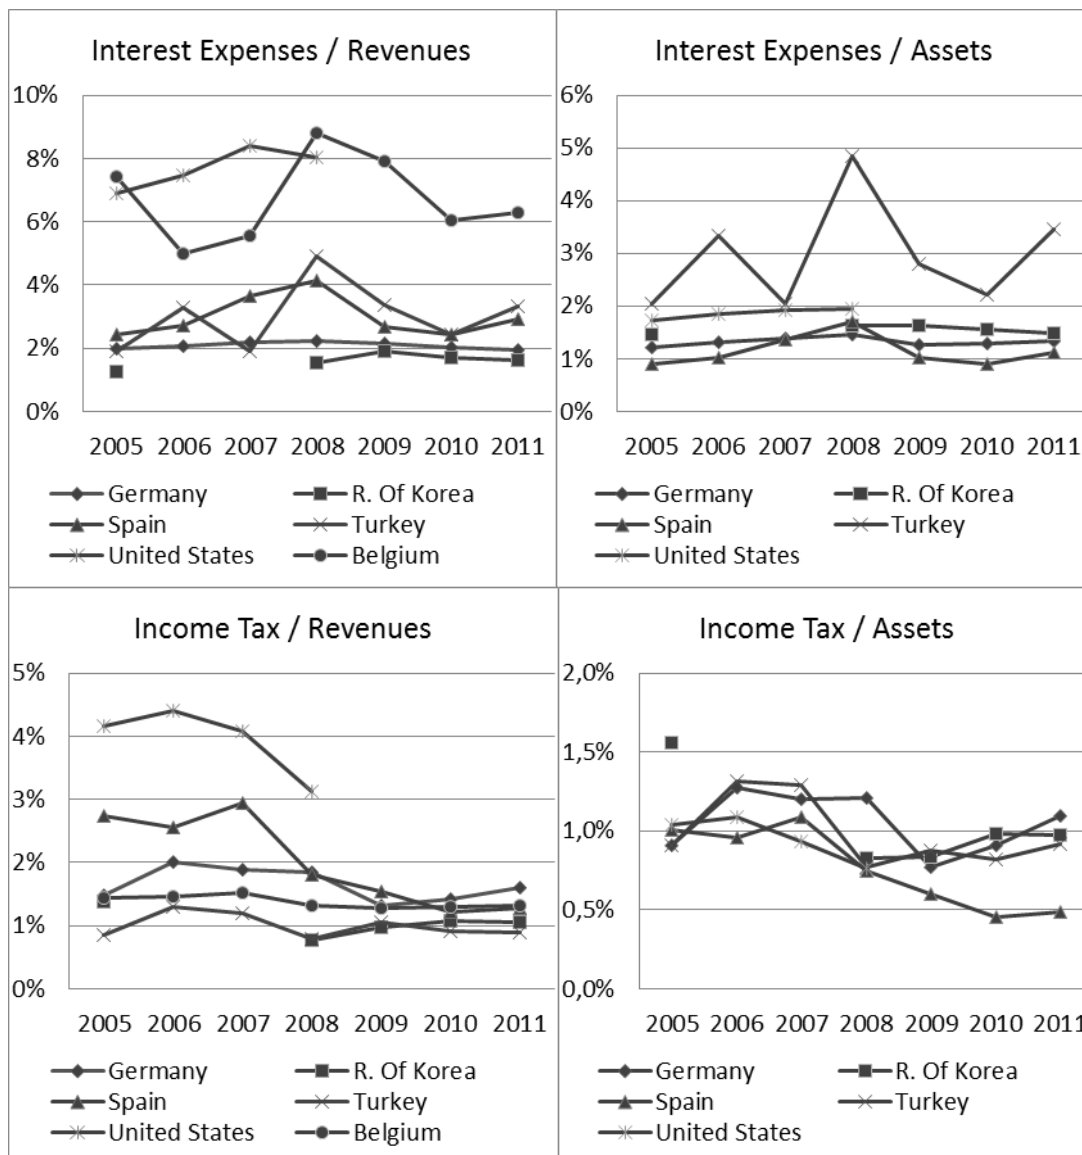 Interest Expenses / Revenues
10%
8%
6%
4%
2%
0%
2005 2006 2007 2008 2009 2010 2011
Germany R. Of Korea
Spain Turkey
United States Belgium
Interest Expenses / Assets
6%
5%
4%
3%
2%
1%
0%
2005 2006 2007 2008 2009 2010 2011
Germany R. Of Korea
Spain Turkey
United States
Income Tax / Revenues
5%
4%
3%
2%
1%
0%
2005 2006 2007 2008 2009 2010 2011
Germany R. Of Korea
Spain Turkey
United States Belgium
Income Tax / Assets
2,0%
1,5%
1,0%
0,5%
0,0%
2005 2006 2007 2008 2009 2010 2011
Germany R. Of Korea
Spain Turkey
United States